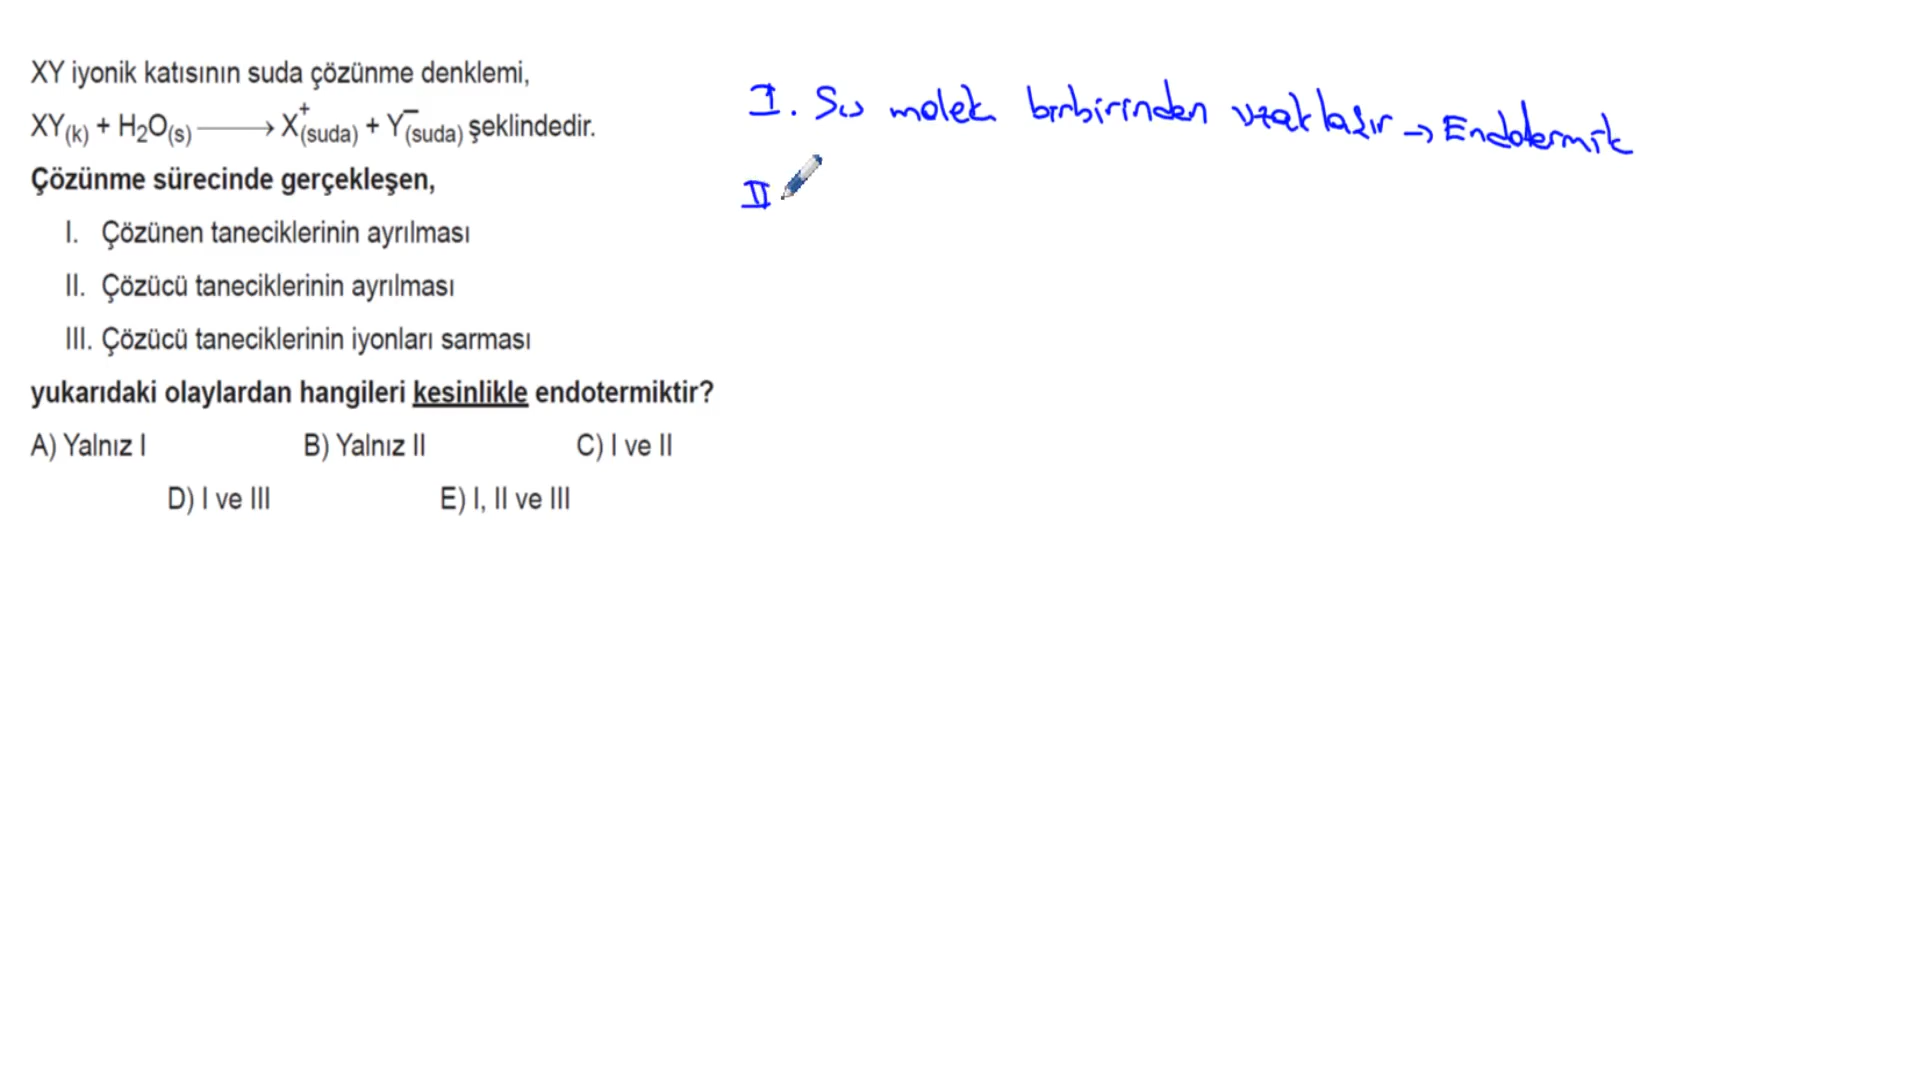 XY iyonik katısının suda çözünme denklemi,
XY(k) + H₂O(s) ⟶ X⁺(suda) + Y⁻(suda) şeklindedir.
Çözünme sürecinde gerçekleşen,
I. Çözünen taneciklerinin ayrılması
II. Çözücü taneciklerinin ayrılması
III. Çözücü taneciklerinin iyonları sarması
yukarıdaki olaylardan hangileri kesinlikle endotermiktir?
A) Yalnız I B) Yalnız II C) I ve II
D) I ve III E) I, II ve III
I. Su molek birbirinden uzaklaşır → Endotermik
II